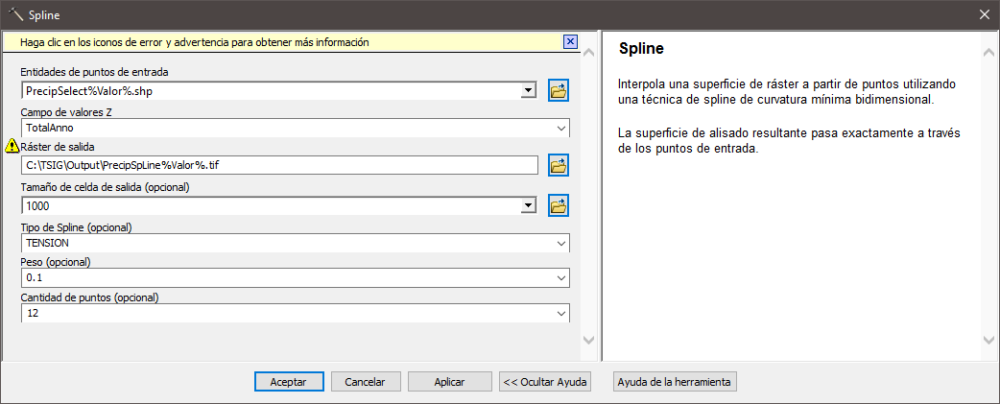 Spline
Haga clic en los iconos de error y advertencia para obtener más información
Entidades de puntos de entrada
PrecipSelect%Valor%.shp
Campo de valores Z
TotalAnno
Ráster de salida
C:\TSIG\Output\PrecipSpLine%Valor%.tif
Tamaño de celda de salida (opcional)
1000
Tipo de Spline (opcional)
TENSION
Peso (opcional)
0.1
Cantidad de puntos (opcional)
12
Spline
Interpola una superficie de ráster a partir de puntos utilizando
una técnica de spline de curvatura mínima bidimensional.
La superficie de alisado resultante pasa exactamente a través
de los puntos de entrada.
Aceptar
Cancelar
Aplicar
<< Ocultar Ayuda
Ayuda de la herramienta